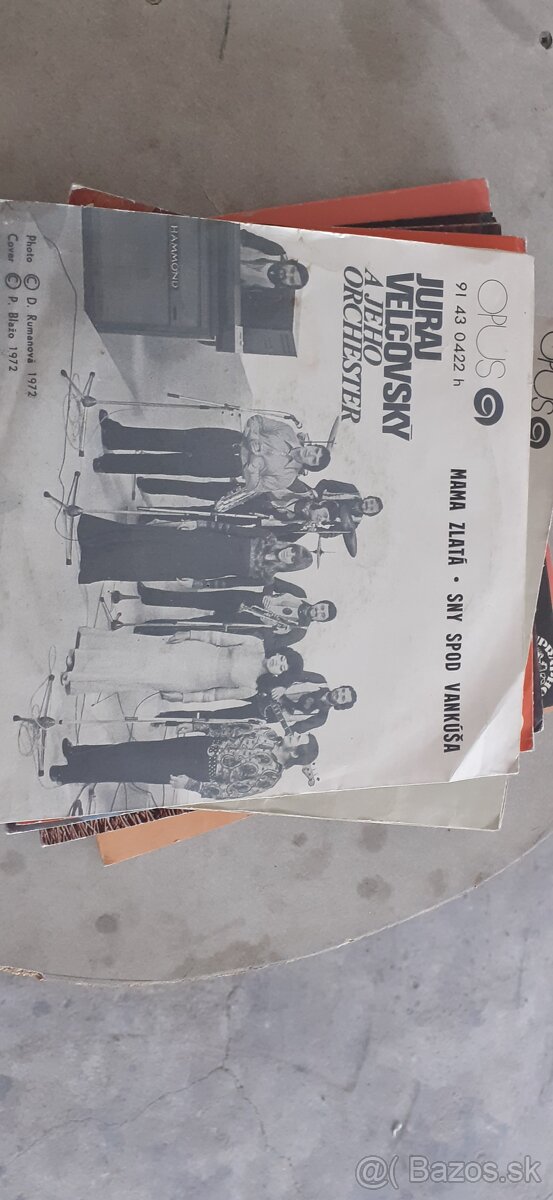 OPUS
91 43 0422 h
JURAJ
VELČOVSKÝ
A JEHO
ORCHESTER
MAMA ZLATÁ • SNY SPOD VANKÚŠA
HAMMOND
Photo © D. Rumanová 1972
Cover © P. Blažo 1972
OPUS
@( Bazos.sk